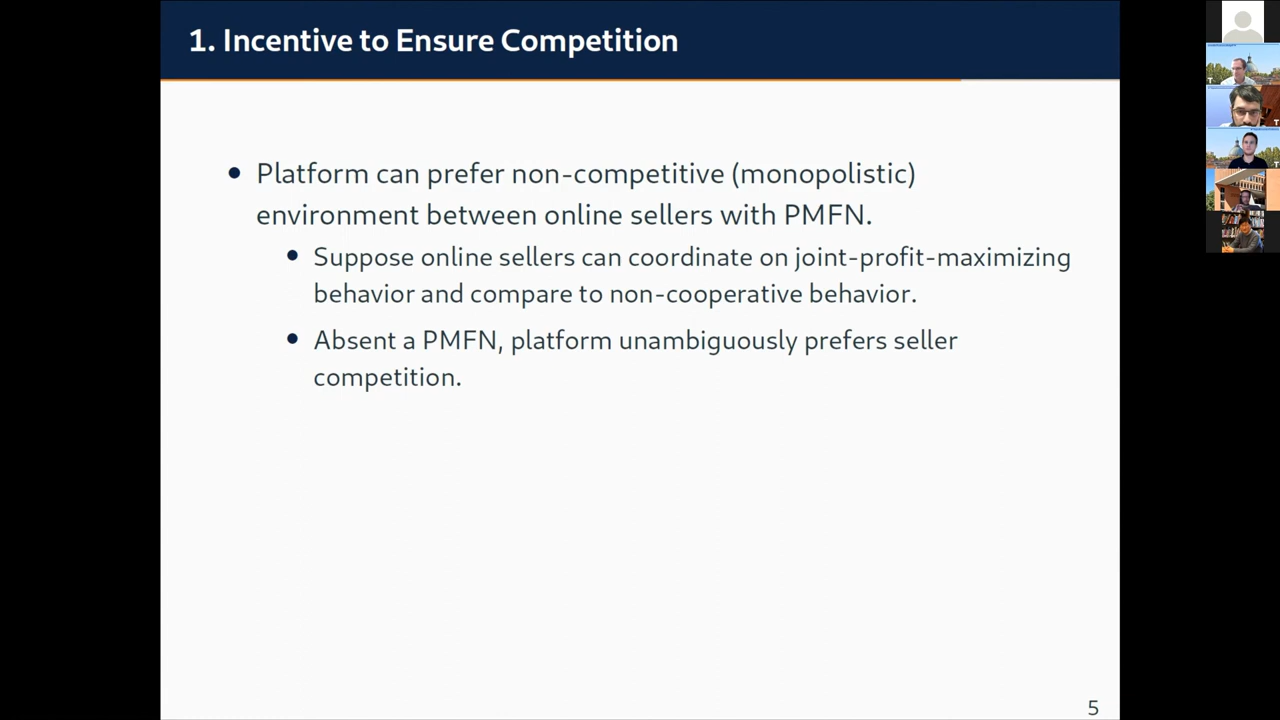 1. Incentive to Ensure Competition
• Platform can prefer non-competitive (monopolistic)
environment between online sellers with PMFN.
• Suppose online sellers can coordinate on joint-profit-maximizing
behavior and compare to non-cooperative behavior.
• Absent a PMFN, platform unambiguously prefers seller
competition.
5